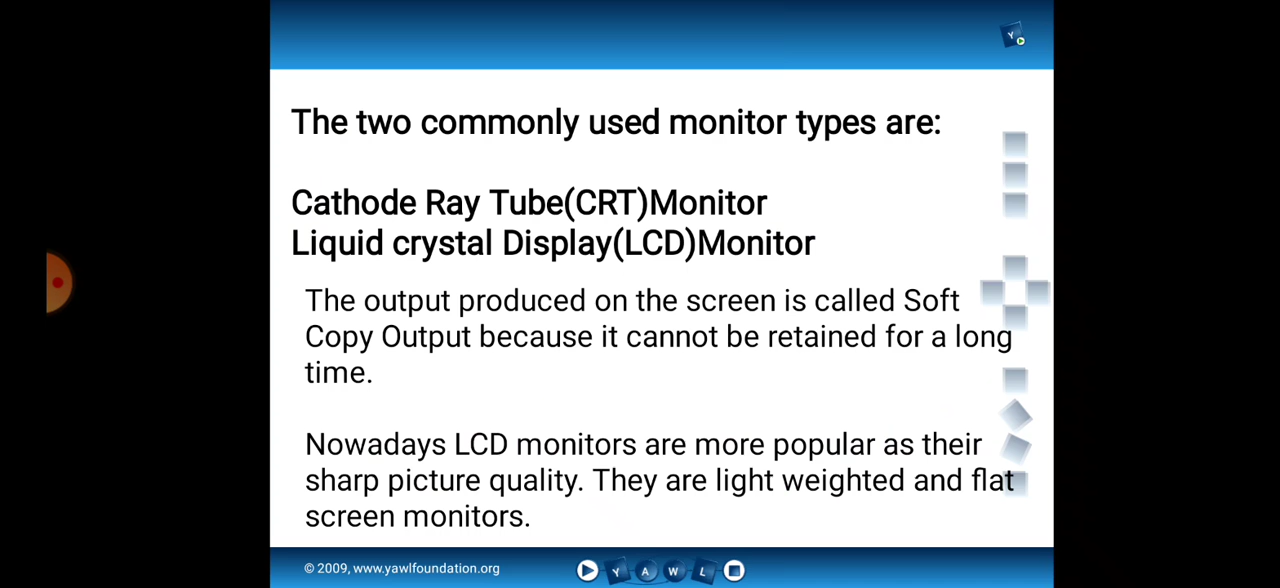 Y
The two commonly used monitor types are:
Cathode Ray Tube(CRT)Monitor
Liquid crystal Display(LCD)Monitor
The output produced on the screen is called Soft
Copy Output because it cannot be retained for a long
time.
Nowadays LCD monitors are more popular as their
sharp picture quality. They are light weighted and flat
screen monitors.
© 2009, www.yawlfoundation.org
Y A W L